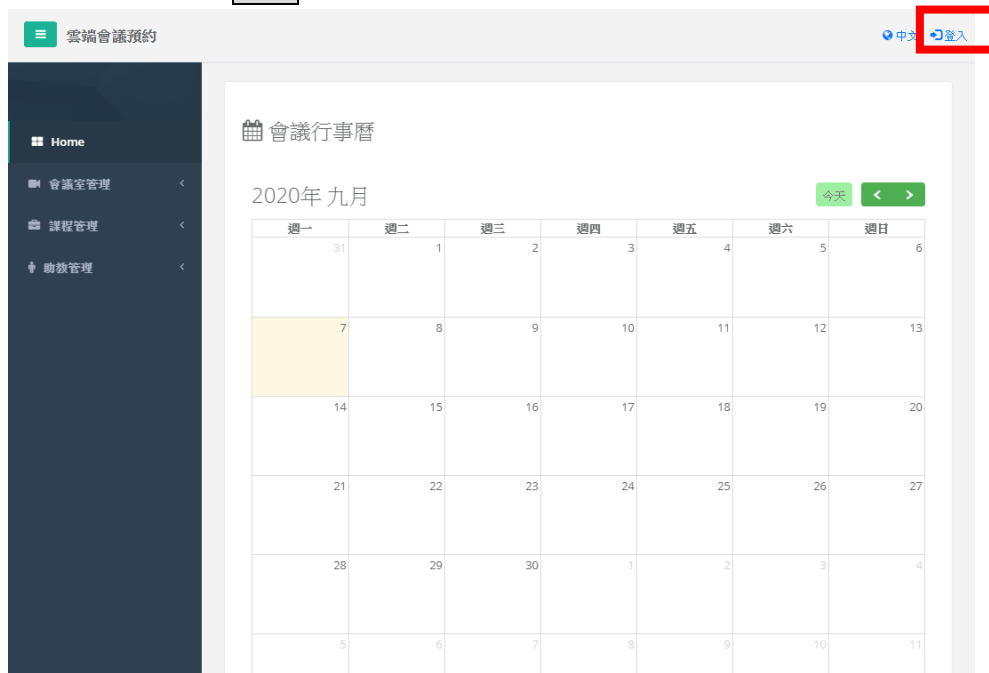 雲端會議預約
中文 登入
Home
會議室管理
課程管理
助教管理
會議行事曆
2020年 九月
今天
週一 週二 週三 週四 週五 週六 週日
31 1 2 3 4 5 6
7 8 9 10 11 12 13
14 15 16 17 18 19 20
21 22 23 24 25 26 27
28 29 30 1 2 3 4
5 6 7 8 9 10 11